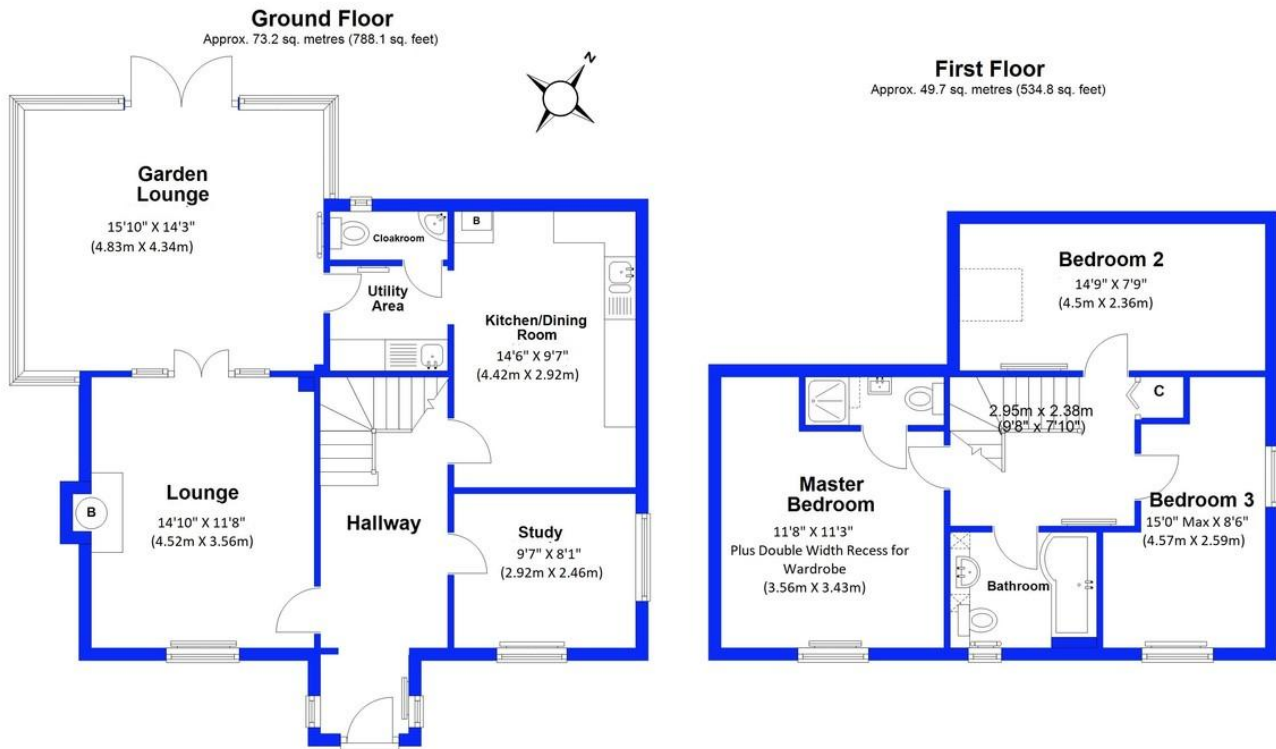 Ground Floor
Approx. 73.2 sq. metres (788.1 sq. feet)
N
Garden
Lounge
15'10" X 14'3"
(4.83m X 4.34m)
Cloakroom
B
Utility
Area
Kitchen/Dining
Room
14'6" X 9'7"
(4.42m X 2.92m)
B
Lounge
14'10" X 11'8"
(4.52m X 3.56m)
Hallway
Study
9'7" X 8'1"
(2.92m X 2.46m)
First Floor
Approx. 49.7 sq. metres (534.8 sq. feet)
Bedroom 2
14'9" X 7'9"
(4.5m X 2.36m)
2.95m x 2.38m
(9'8" x 7'10")
C
Master
Bedroom
11'8" X 11'3"
Plus Double Width Recess for
Wardrobe
(3.56m X 3.43m)
Bathroom
Bedroom 3
15'0" Max X 8'6"
(4.57m X 2.59m)